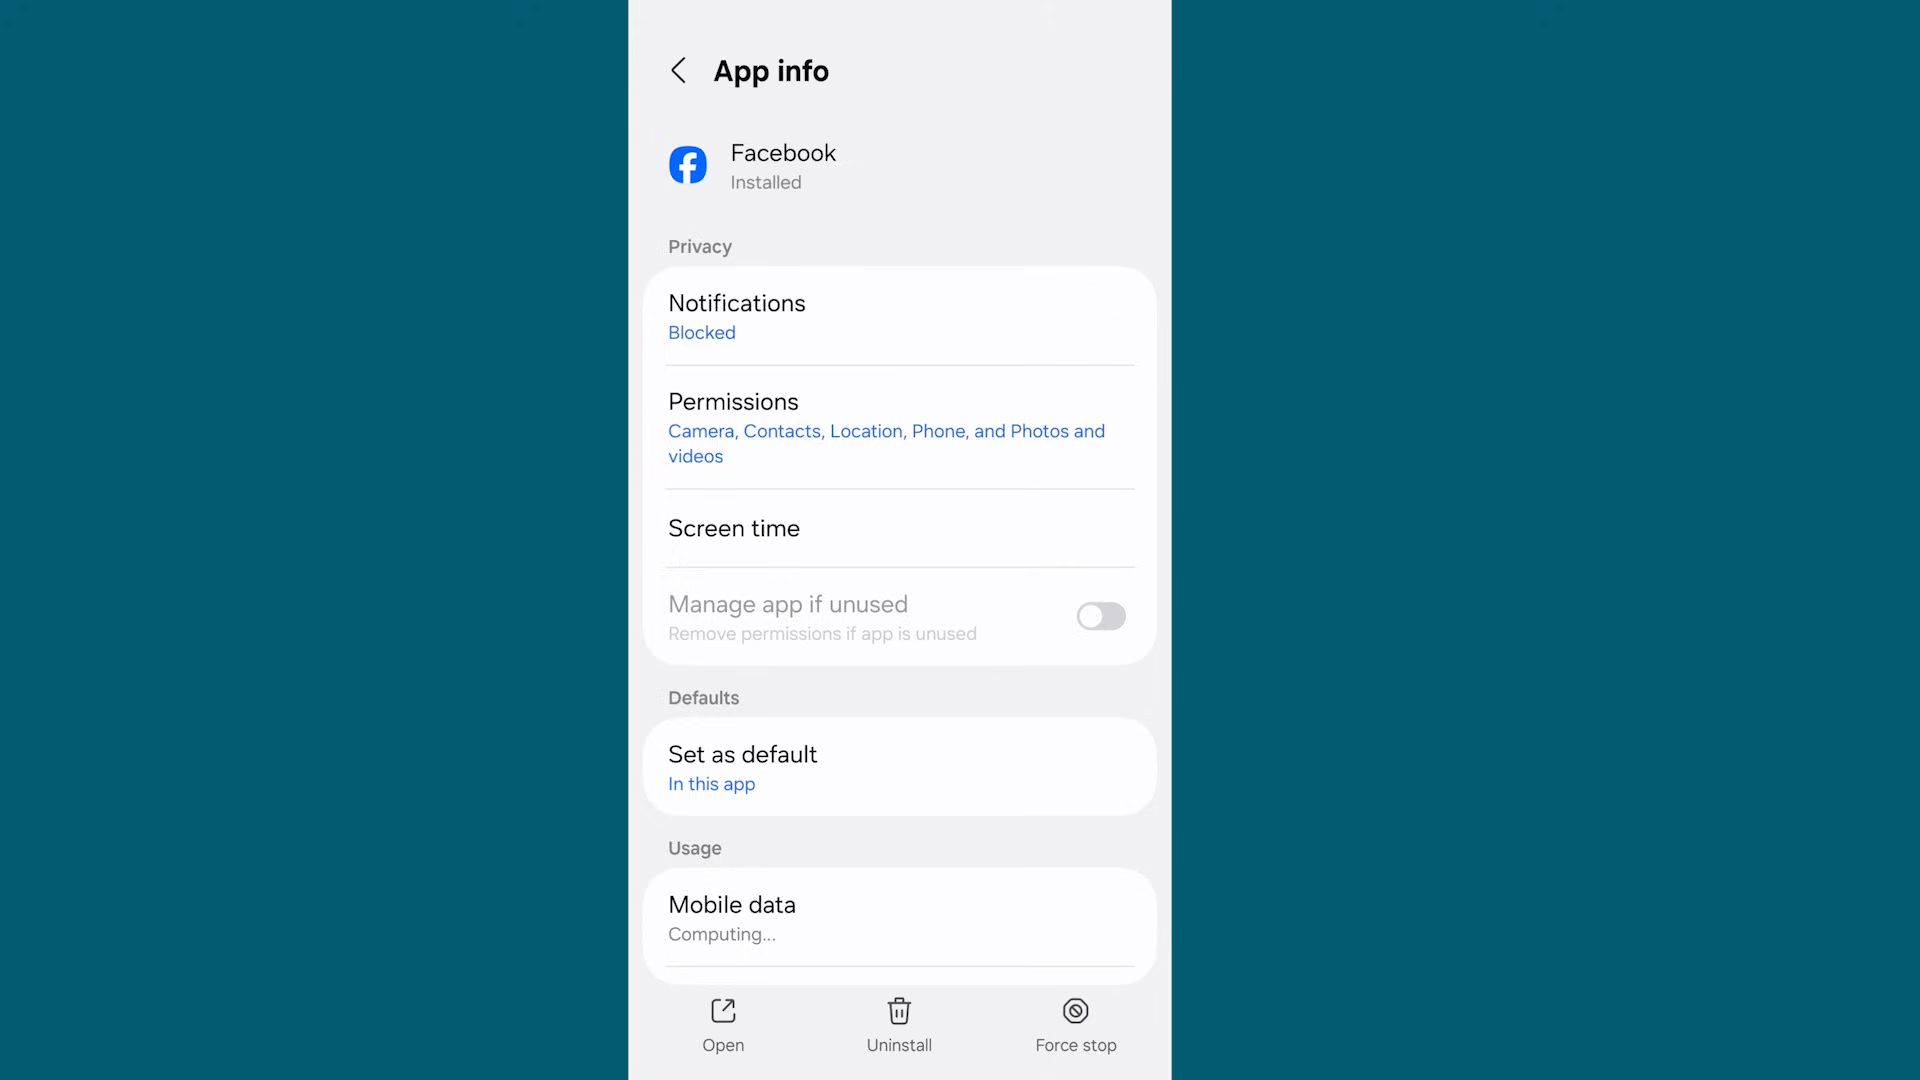 App info
Facebook
Installed
Privacy
Notifications
Blocked
Permissions
Camera, Contacts, Location, Phone, and Photos and
videos
Screen time
Manage app if unused
Remove permissions if app is unused
Defaults
Set as default
In this app
Usage
Mobile data
Computing...
Open
Uninstall
Force stop